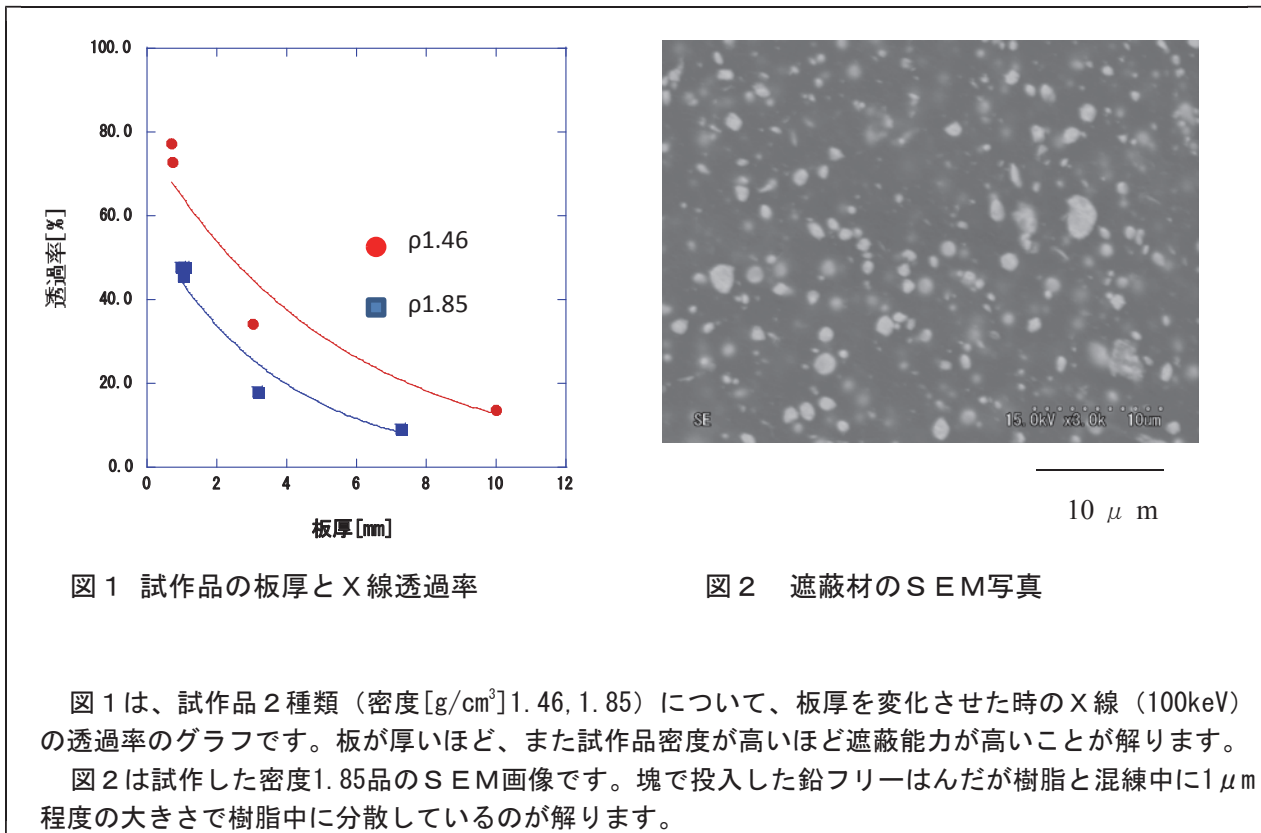 100.0
80.0
60.0
40.0
20.0
0.0
透過率[%]
0 2 4 6 8 10 12
板厚[mm]
ρ1.46
ρ1.85
SE 15.0kV x3.0k 10um
10 μ m
図1 試作品の板厚とX線透過率
図2 遮蔽材のSEM写真
図1は、試作品2種類（密度[g/cm³]1.46,1.85）について、板厚を変化させた時のX線（100keV）
の透過率のグラフです。板が厚いほど、また試作品密度が高いほど遮蔽能力が高いことが解ります。
図2は試作した密度1.85品のSEM画像です。塊で投入した鉛フリーはんだが樹脂と混練中に1μm
程度の大きさで樹脂中に分散しているのが解ります。